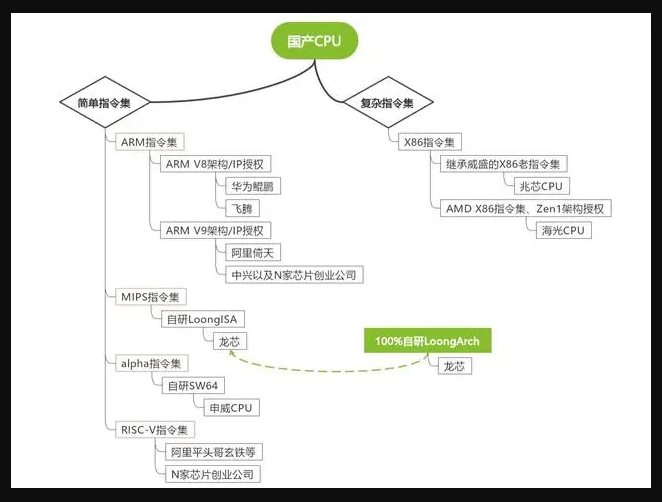 国产CPU
简单指令集
ARM指令集
ARM V8架构/IP授权
华为鲲鹏
飞腾
ARM V9架构/IP授权
阿里倚天
中兴以及N家芯片创业公司
MIPS指令集
自研LoongISA
龙芯
alpha指令集
自研SW64
申威CPU
RISC-V指令集
阿里平头哥玄铁等
N家芯片创业公司
复杂指令集
X86指令集
继承威盛的X86老指令集
兆芯CPU
AMD X86指令集、Zen1架构授权
海光CPU
100%自研LoongArch
龙芯